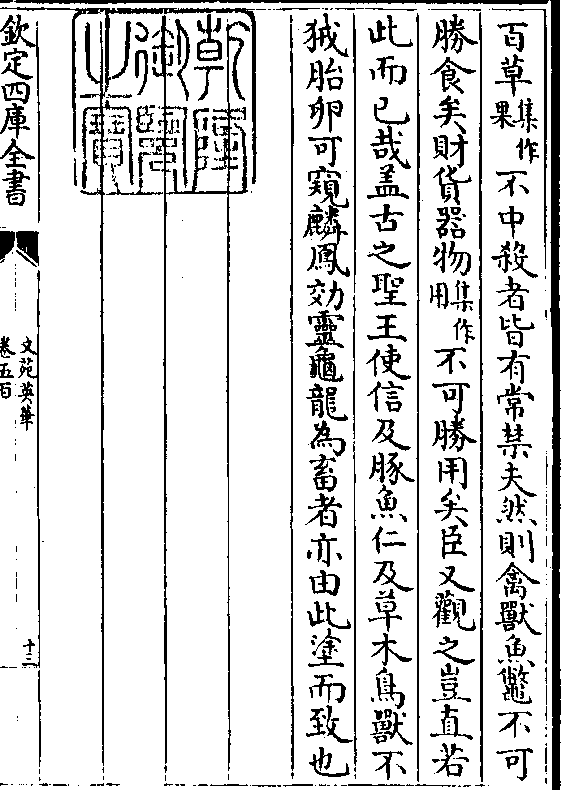 百草集作果不中殺者皆有常禁夫然則禽獸魚鼈不可
勝食矣財貨器物集作用不可勝用矣臣又觀之豈直若
此而已哉葢古之聖王使信及豚魚仁及草木鳥獸不
狘胎卵可窺麟鳳効靈龜龍為畜者亦由此塗而致也
乾隆御覽之寶
欽定四庫全書
文苑英華
卷五百
十三